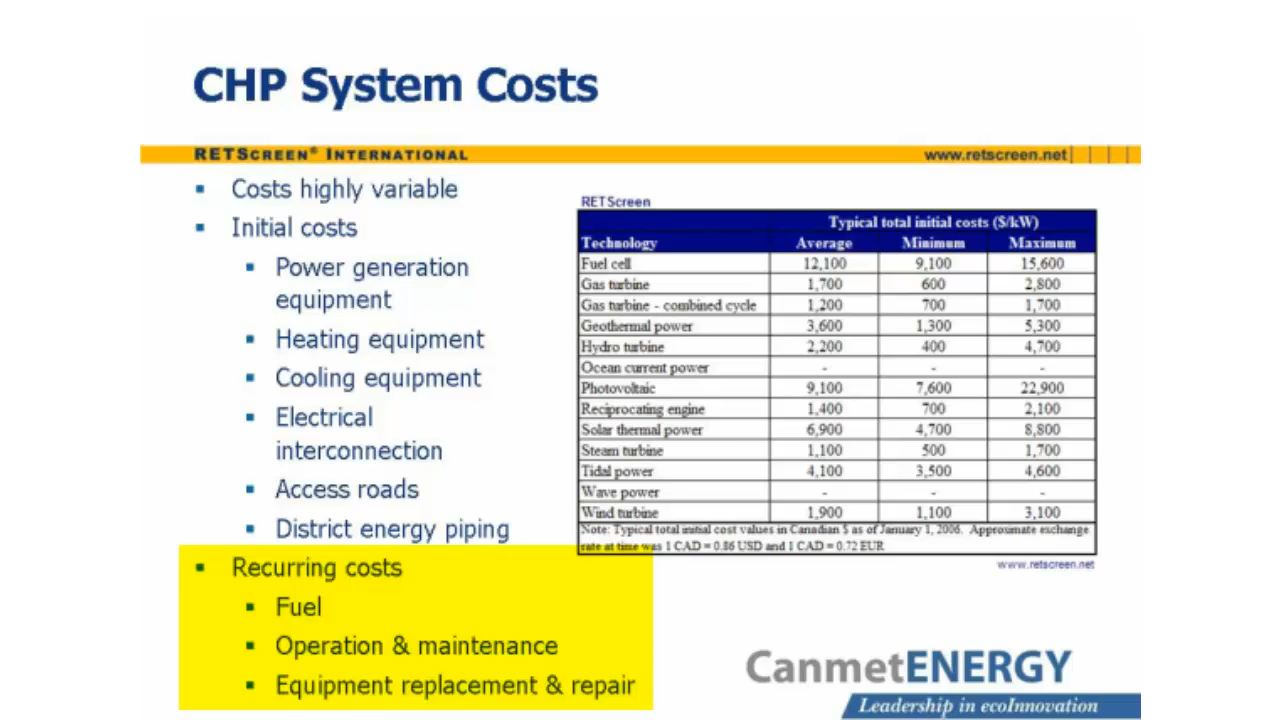 CHP System Costs
RETSCREEN® INTERNATIONAL
www.retscreen.net
▪ Costs highly variable
▪ Initial costs
▪ Power generation
equipment
▪ Heating equipment
▪ Cooling equipment
▪ Electrical
interconnection
▪ Access roads
▪ District energy piping
▪ Recurring costs
▪ Fuel
▪ Operation & maintenance
▪ Equipment replacement & repair
RETScreen
Typical total initial costs ($/kW)
Technology Average Minimum Maximum
Fuel cell 12,100 9,100 15,600
Gas turbine 1,700 600 2,800
Gas turbine - combined cycle 1,200 700 1,700
Geothermal power 3,600 1,300 5,300
Hydro turbine 2,200 400 4,700
Ocean current power - - -
Photovoltaic 9,100 7,600 22,900
Reciprocating engine 1,400 700 2,100
Solar thermal power 6,900 4,700 8,800
Steam turbine 1,100 500 1,700
Tidal power 4,100 3,500 4,600
Wave power - - -
Wind turbine 1,900 1,100 3,100
Note: Typical total initial cost values in Canadian $ as of January 1, 2006. Approximate exchange
rate at time was 1 CAD = 0.86 USD and 1 CAD = 0.72 EUR
www.retscreen.net
CanmetENERGY
Leadership in ecoInnovation